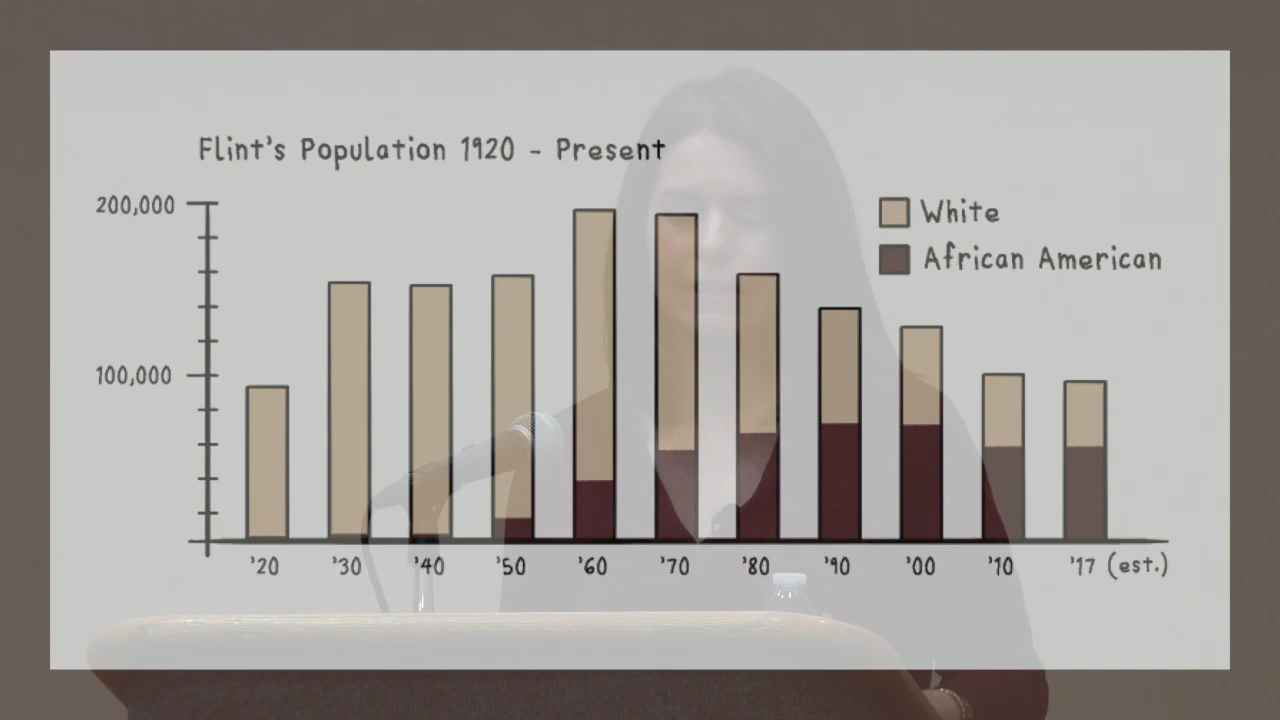 Flint's Population 1920 - Present
200,000
100,000
White
African American
'20 '30 '40 '50 '60 '70 '80 '90 '00 '10 '17 (est.)